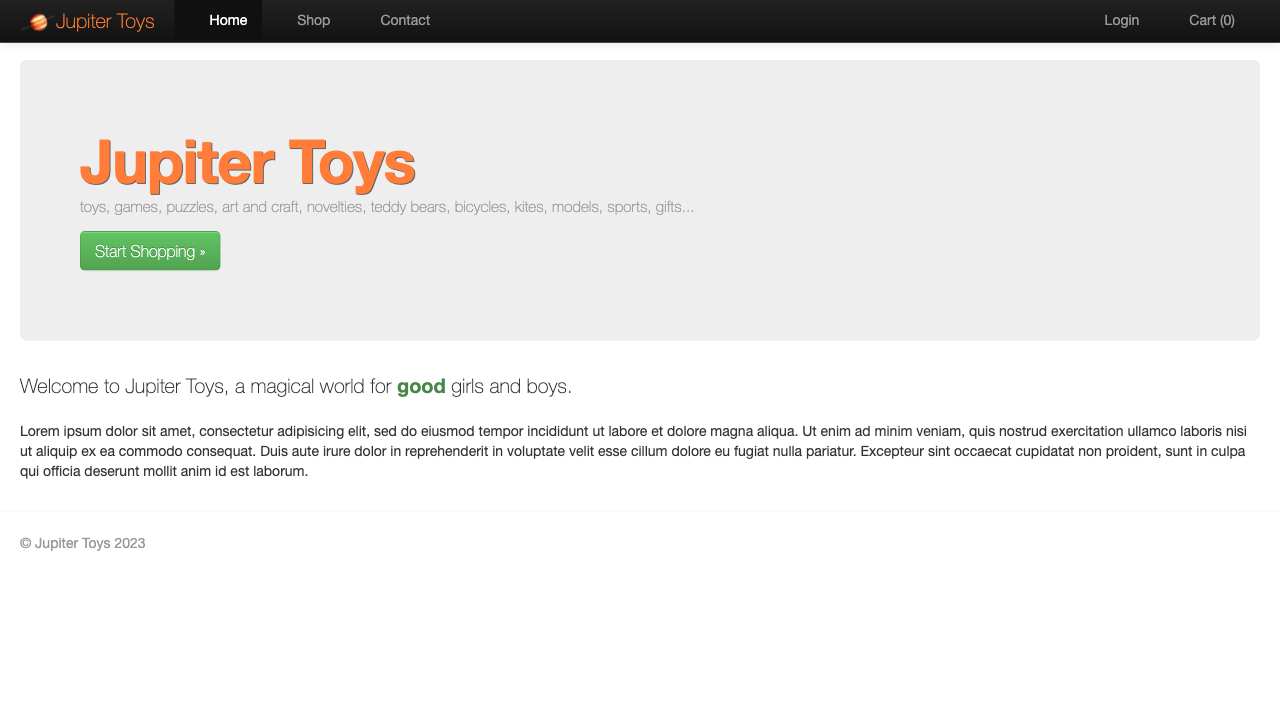 Jupiter Toys Home Shop Contact Login Cart (0)
Jupiter Toys
toys, games, puzzles, art and craft, novelties, teddy bears, bicycles, kites, models, sports, gifts...
Start Shopping »
Welcome to Jupiter Toys, a magical world for good girls and boys.
Lorem ipsum dolor sit amet, consectetur adipisicing elit, sed do eiusmod tempor incididunt ut labore et dolore magna aliqua. Ut enim ad minim veniam, quis nostrud exercitation ullamco laboris nisi
ut aliquip ex ea commodo consequat. Duis aute irure dolor in reprehenderit in voluptate velit esse cillum dolore eu fugiat nulla pariatur. Excepteur sint occaecat cupidatat non proident, sunt in culpa
qui officia deserunt mollit anim id est laborum.
© Jupiter Toys 2023